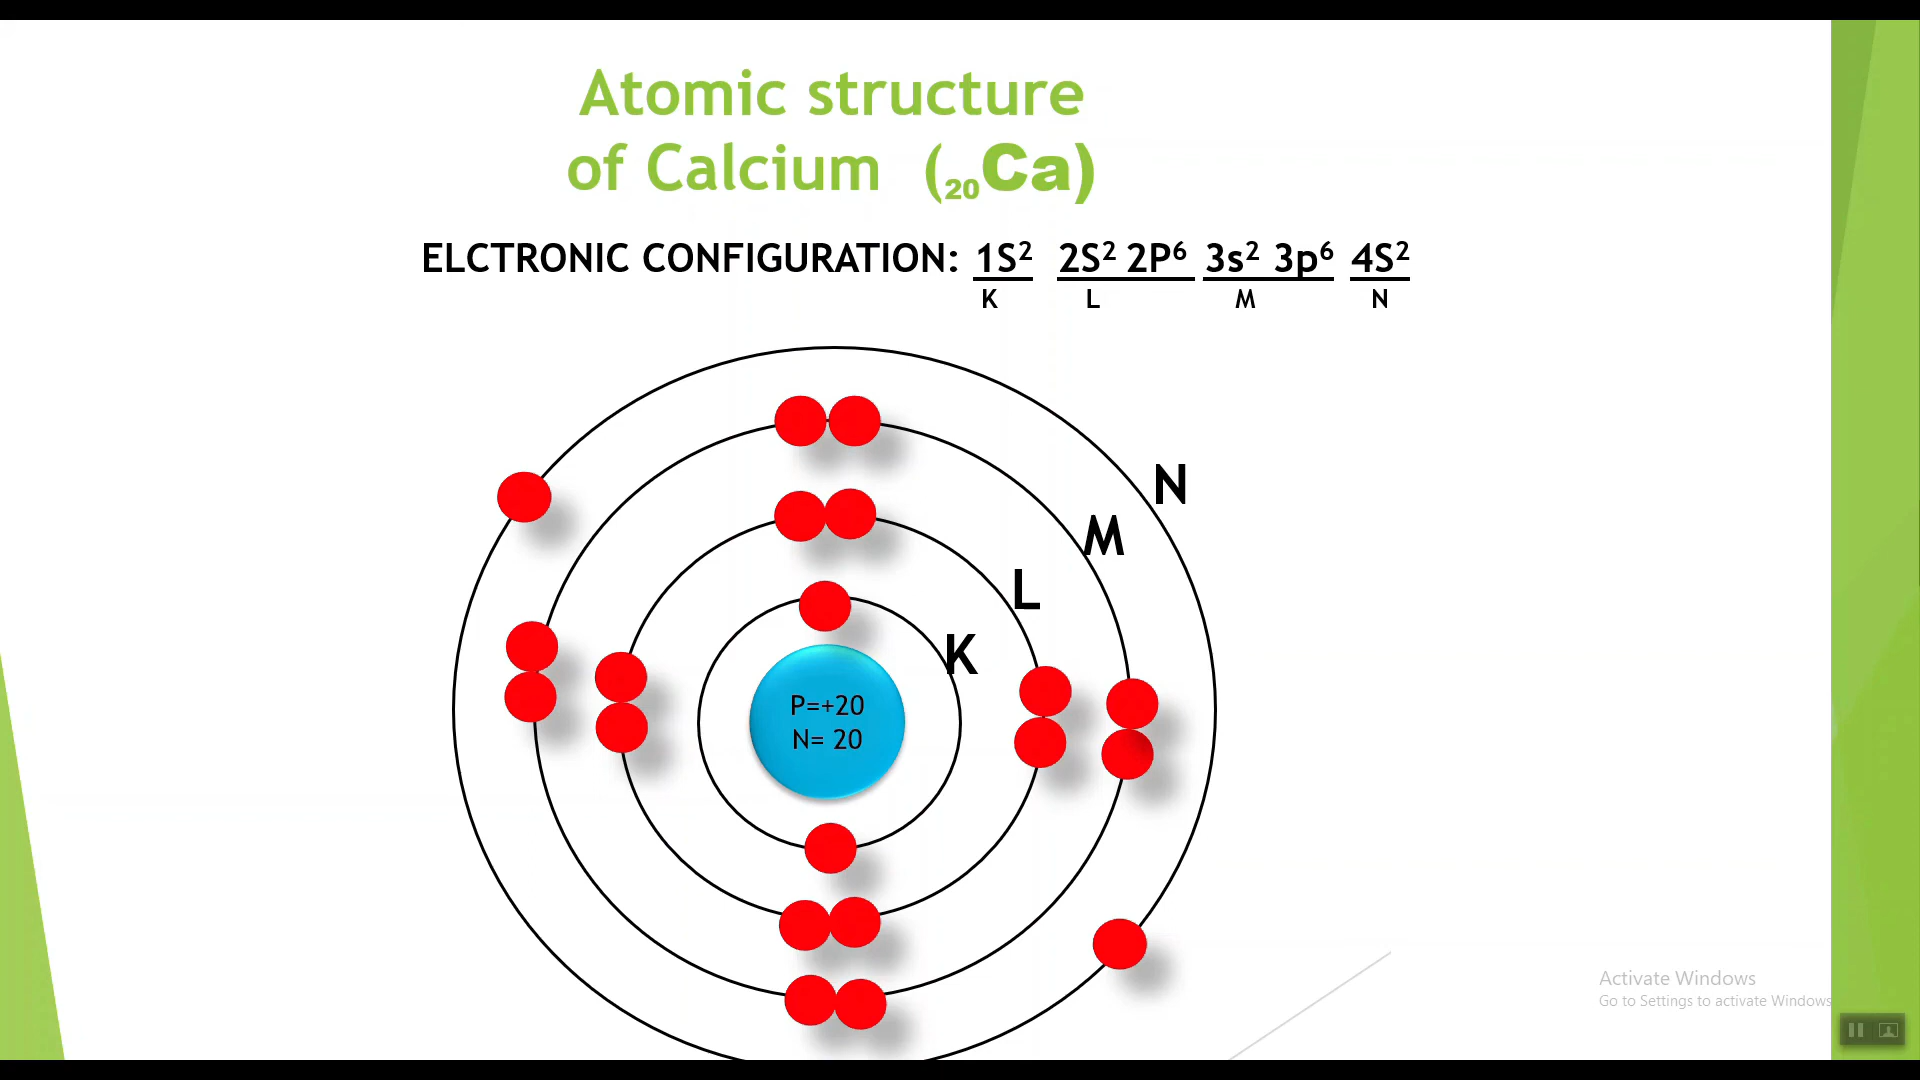 Atomic structure
of Calcium (₂₀Ca)
ELCTRONIC CONFIGURATION: 1S² 2S² 2P⁶ 3s² 3p⁶ 4S²
K L M N
N
M
L
K
P=+20
N= 20
Activate Windows
Go to Settings to activate Windows